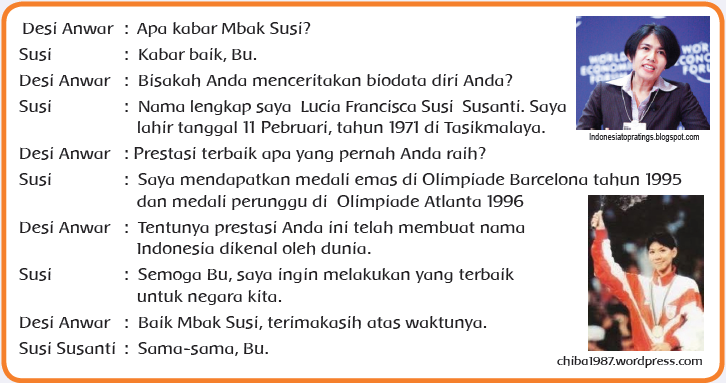 Desi Anwar : Apa kabar Mbak Susi?
Susi : Kabar baik, Bu.
Desi Anwar : Bisakah Anda menceritakan biodata diri Anda?
Susi : Nama lengkap saya Lucia Francisca Susi Susanti. Saya
lahir tanggal 11 Pebruari, tahun 1971 di Tasikmalaya.
Desi Anwar : Prestasi terbaik apa yang pernah Anda raih?
Susi : Saya mendapatkan medali emas di Olimpiade Barcelona tahun 1995
dan medali perunggu di Olimpiade Atlanta 1996
Desi Anwar : Tentunya prestasi Anda ini telah membuat nama
Indonesia dikenal oleh dunia.
Susi : Semoga Bu, saya ingin melakukan yang terbaik
untuk negara kita.
Desi Anwar : Baik Mbak Susi, terimakasih atas waktunya.
Susi Susanti : Sama-sama, Bu.
WORLD
ECONOMIC
FORUM
Indonesiatopratings.blogspot.com
chiba1987.wordpress.com